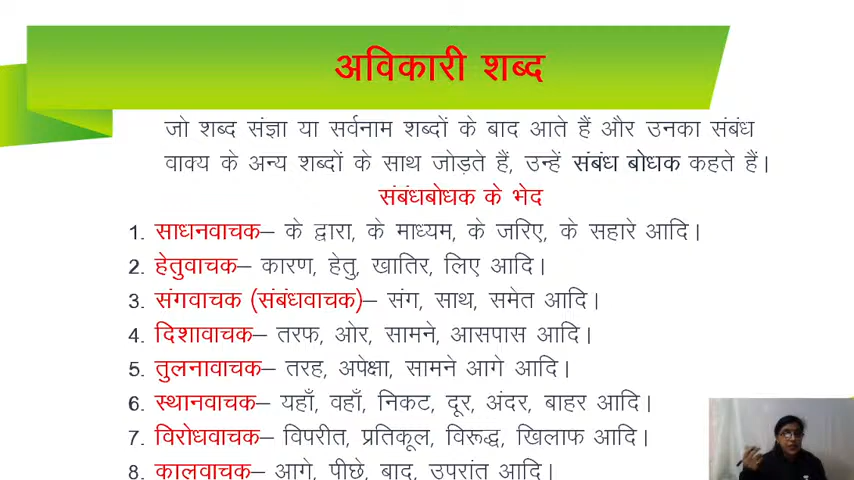 अविकारी शब्द
जो शब्द संज्ञा या सर्वनाम शब्दों के बाद आते हैं और उनका संबंध
वाक्य के अन्य शब्दों के साथ जोड़ते हैं, उन्हें संबंध बोधक कहते हैं।
संबंधबोधक के भेद
1. साधनवाचक– के द्वारा, के माध्यम, के जरिए, के सहारे आदि।
2. हेतुवाचक– कारण, हेतु, खातिर, लिए आदि।
3. संगवाचक (संबंधवाचक)– संग, साथ, समेत आदि।
4. दिशावाचक– तरफ, ओर, सामने, आसपास आदि।
5. तुलनावाचक– तरह, अपेक्षा, सामने आगे आदि।
6. स्थानवाचक– यहाँ, वहाँ, निकट, दूर, अंदर, बाहर आदि।
7. विरोधवाचक– विपरीत, प्रतिकूल, विरूद्ध, खिलाफ आदि।
8. कालवाचक– आगे, पीछे, बाद, उपरांत आदि।